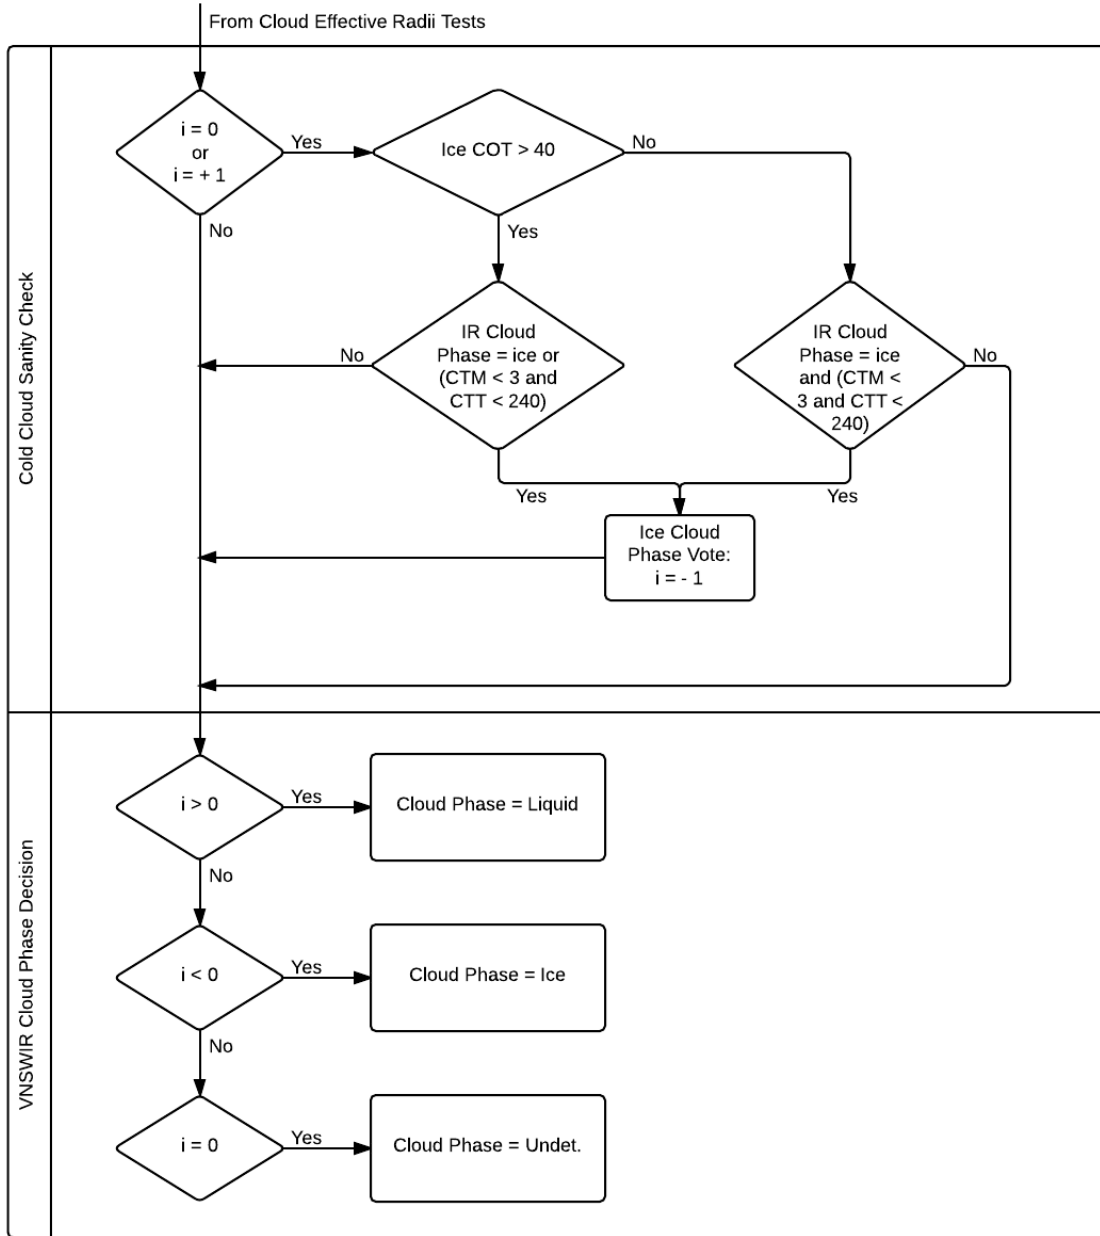 From Cloud Effective Radii Tests
Cold Cloud Sanity Check
i = 0
or
i = + 1
Yes
No
Ice COT > 40
No
Yes
IR Cloud
Phase = ice or
(CTM < 3 and
CTT < 240)
No
Yes
IR Cloud
Phase = ice
and (CTM <
3 and CTT <
240)
No
Yes
Ice Cloud
Phase Vote:
i = - 1
VNSWIR Cloud Phase Decision
i > 0
Yes
Cloud Phase = Liquid
No
i < 0
Yes
Cloud Phase = Ice
No
i = 0
Yes
Cloud Phase = Undet.